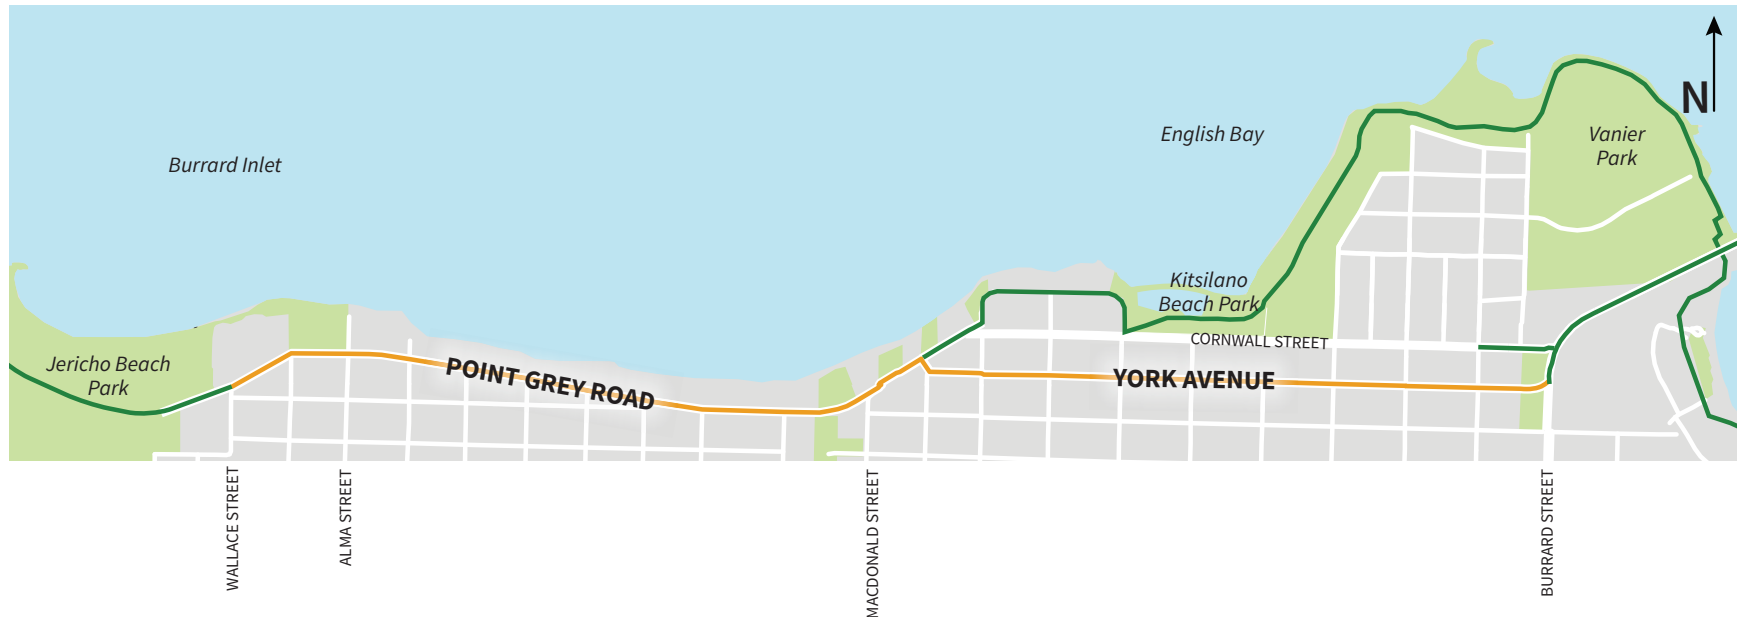 N
English Bay
Vanier
Park
Burrard Inlet
Kitsilano
Beach Park
CORNWALL STREET
Jericho Beach
Park
POINT GREY ROAD
YORK AVENUE
WALLACE STREET
ALMA STREET
MACDONALD STREET
BURRARD STREET